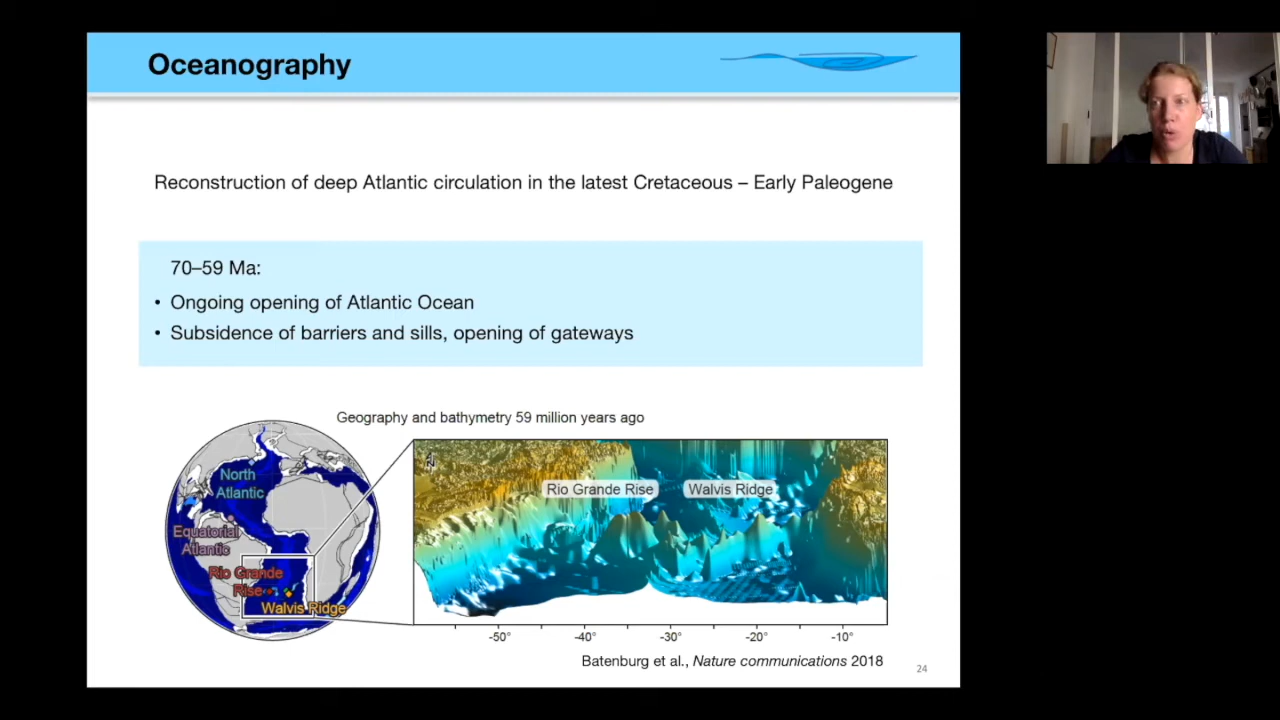 Oceanography
Reconstruction of deep Atlantic circulation in the latest Cretaceous – Early Paleogene
70–59 Ma:
• Ongoing opening of Atlantic Ocean
• Subsidence of barriers and sills, opening of gateways
Geography and bathymetry 59 million years ago
North
Atlantic
Equatorial
Atlantic
Rio Grande
Rise
Walvis Ridge
N
Rio Grande Rise
Walvis Ridge
-50° -40° -30° -20° -10°
Batenburg et al., Nature communications 2018
24